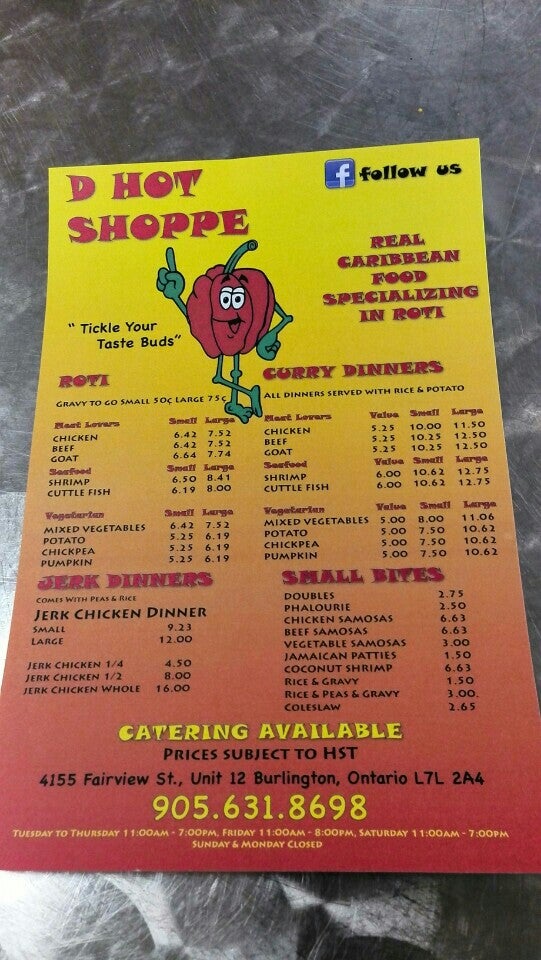 D HOT
SHOPPE
f follow us
REAL
CARIBBEAN
FOOD
SPECIALIZING
IN ROTI
" Tickle Your
Taste Buds"
ROTI
GRAVY TO GO SMALL 50¢ LARGE 75¢
Meat Lovers Small Large
CHICKEN 6.42 7.52
BEEF 6.42 7.52
GOAT 6.64 7.74
Seafood Small Large
SHRIMP 6.50 8.41
CUTTLE FISH 6.19 8.00
Vegetarian Small Large
MIXED VEGETABLES 6.42 7.52
POTATO 5.25 6.19
CHICKPEA 5.25 6.19
PUMPKIN 5.25 6.19
CURRY DINNERS
ALL DINNERS SERVED WITH RICE & POTATO
Meat Lovers Value Small Large
CHICKEN 5.25 10.00 11.50
BEEF 5.25 10.25 12.50
GOAT 5.25 10.25 12.50
Seafood Value Small Large
SHRIMP 6.00 10.62 12.75
CUTTLE FISH 6.00 10.62 12.75
Vegetarian Value Small Large
MIXED VEGETABLES 5.00 8.00 11.06
POTATO 5.00 7.50 10.62
CHICKPEA 5.00 7.50 10.62
PUMPKIN 5.00 7.50 10.62
JERK DINNERS
COMES WITH PEAS & RICE
JERK CHICKEN DINNER
SMALL 9.23
LARGE 12.00
JERK CHICKEN 1/4 4.50
JERK CHICKEN 1/2 8.00
JERK CHICKEN WHOLE 16.00
SMALL BITES
DOUBLES 2.75
PHALOURIE 2.50
CHICKEN SAMOSAS 6.63
BEEF SAMOSAS 6.63
VEGETABLE SAMOSAS 3.00
JAMAICAN PATTIES 1.50
COCONUT SHRIMP 6.63
RICE & GRAVY 1.50
RICE & PEAS & GRAVY 3.00.
COLESLAW 2.65
CATERING AVAILABLE
PRICES SUBJECT TO HST
4155 Fairview St., Unit 12 Burlington, Ontario L7L 2A4
905.631.8698
TUESDAY TO THURSDAY 11:00AM - 7:00PM, FRIDAY 11:00AM - 8:00PM, SATURDAY 11:00AM - 7:00PM
SUNDAY & MONDAY CLOSED